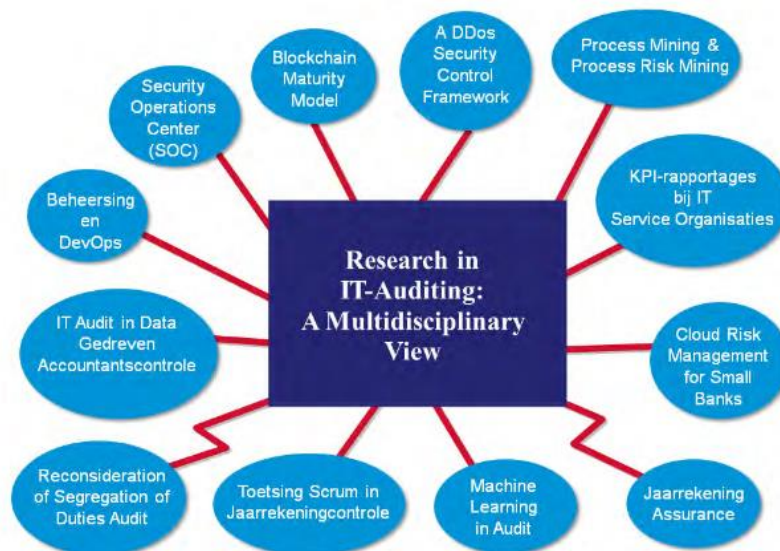 A DDos
Security
Control
Framework
Blockchain
Maturity
Model
Process Mining &
Process Risk Mining
Security
Operations
Center
(SOC)
KPI-rapportages
bij IT
Service Organisaties
Beheersing
en
DevOps
Research in
IT-Auditing:
A Multidisciplinary
View
IT Audit in Data
Gedreven
Accountantscontrole
Cloud Risk
Management
for Small
Banks
Reconsideration
of Segregation of
Duties Audit
Toetsing Scrum in
Jaarrekeningcontrole
Machine
Learning
in Audit
Jaarrekening
Assurance